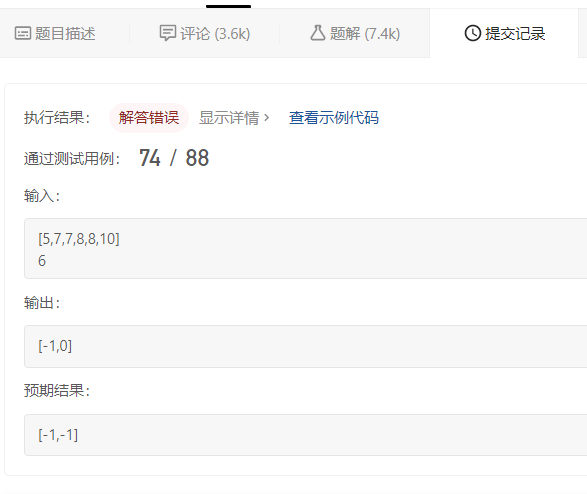 题目描述 评论 (3.6k) 题解 (7.4k) 提交记录
执行结果： 解答错误 显示详情 › 查看示例代码
通过测试用例： 74 / 88
输入：
[5,7,7,8,8,10]
6
输出：
[-1,0]
预期结果：
[-1,-1]